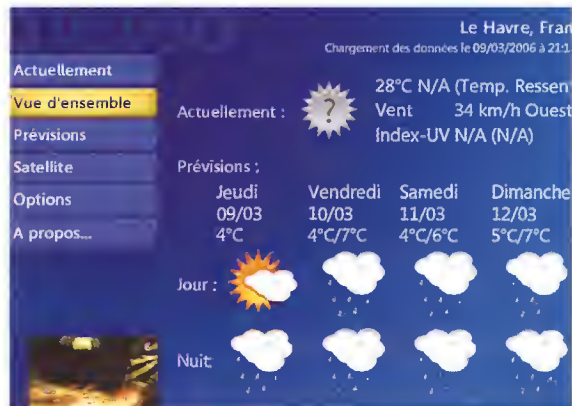 Le Havre, Fran
Chargement des données le 09/03/2006 à 21:1
Actuellement
Vue d'ensemble
Prévisions
Satellite
Options
A propos...
Actuellement :
?
28°C N/A (Temp. Ressen
Vent 34 km/h Ouest
Index-UV N/A (N/A)
Prévisions :
Jeudi Vendredi Samedi Dimanche
09/03 10/03 11/03 12/03
4°C 4°C/7°C 4°C/6°C 5°C/7°C
Jour :
Nuit